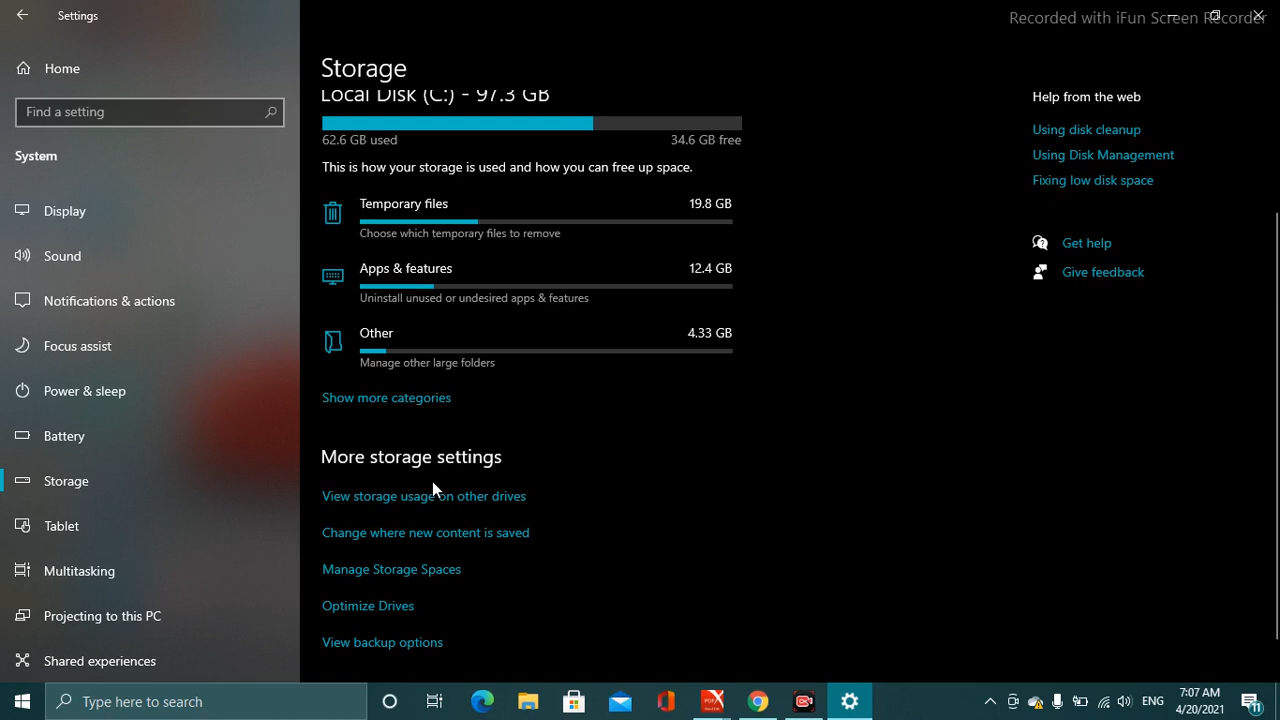 Settings
Recorded with iFun Screen Recorder
Home
Find a setting
System
Display
Sound
Notifications & actions
Focus assist
Power & sleep
Battery
Storage
Tablet
Multitasking
Projecting to this PC
Shared experiences
Storage
Local Disk (C:) - 97.3 GB
62.6 GB used 34.6 GB free
This is how your storage is used and how you can free up space.
Temporary files 19.8 GB
Choose which temporary files to remove
Apps & features 12.4 GB
Uninstall unused or undesired apps & features
Other 4.33 GB
Manage other large folders
Show more categories
More storage settings
View storage usage on other drives
Change where new content is saved
Manage Storage Spaces
Optimize Drives
View backup options
Help from the web
Using disk cleanup
Using Disk Management
Fixing low disk space
Get help
Give feedback
Type here to search
PDF
ENG
7:07 AM
4/20/2021
11